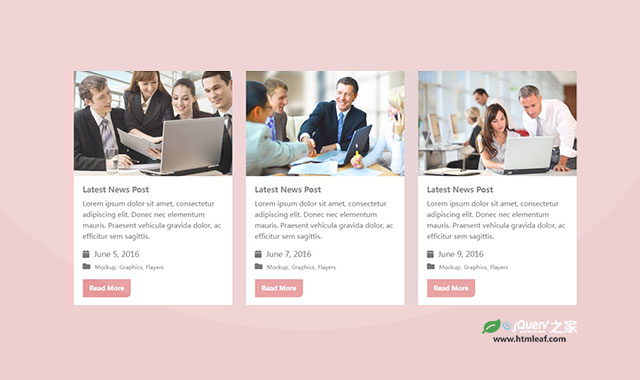 Latest News Post
Lorem ipsum dolor sit amet, consectetur
adipiscing elit. Donec nec elementum
mauris. Praesent vehicula gravida dolor, ac
efficitur sem sagittis.
June 5, 2016
Mockup, Graphics, Flayers
Read More
Latest News Post
Lorem ipsum dolor sit amet, consectetur
adipiscing elit. Donec nec elementum
mauris. Praesent vehicula gravida dolor, ac
efficitur sem sagittis.
June 7, 2016
Mockup, Graphics, Flayers
Read More
Latest News Post
Lorem ipsum dolor sit amet, consectetur
adipiscing elit. Donec nec elementum
mauris. Praesent vehicula gravida dolor, ac
efficitur sem sagittis.
June 9, 2016
Mockup, Graphics, Flayers
Read More
jQuery之家
www.htmleaf.com